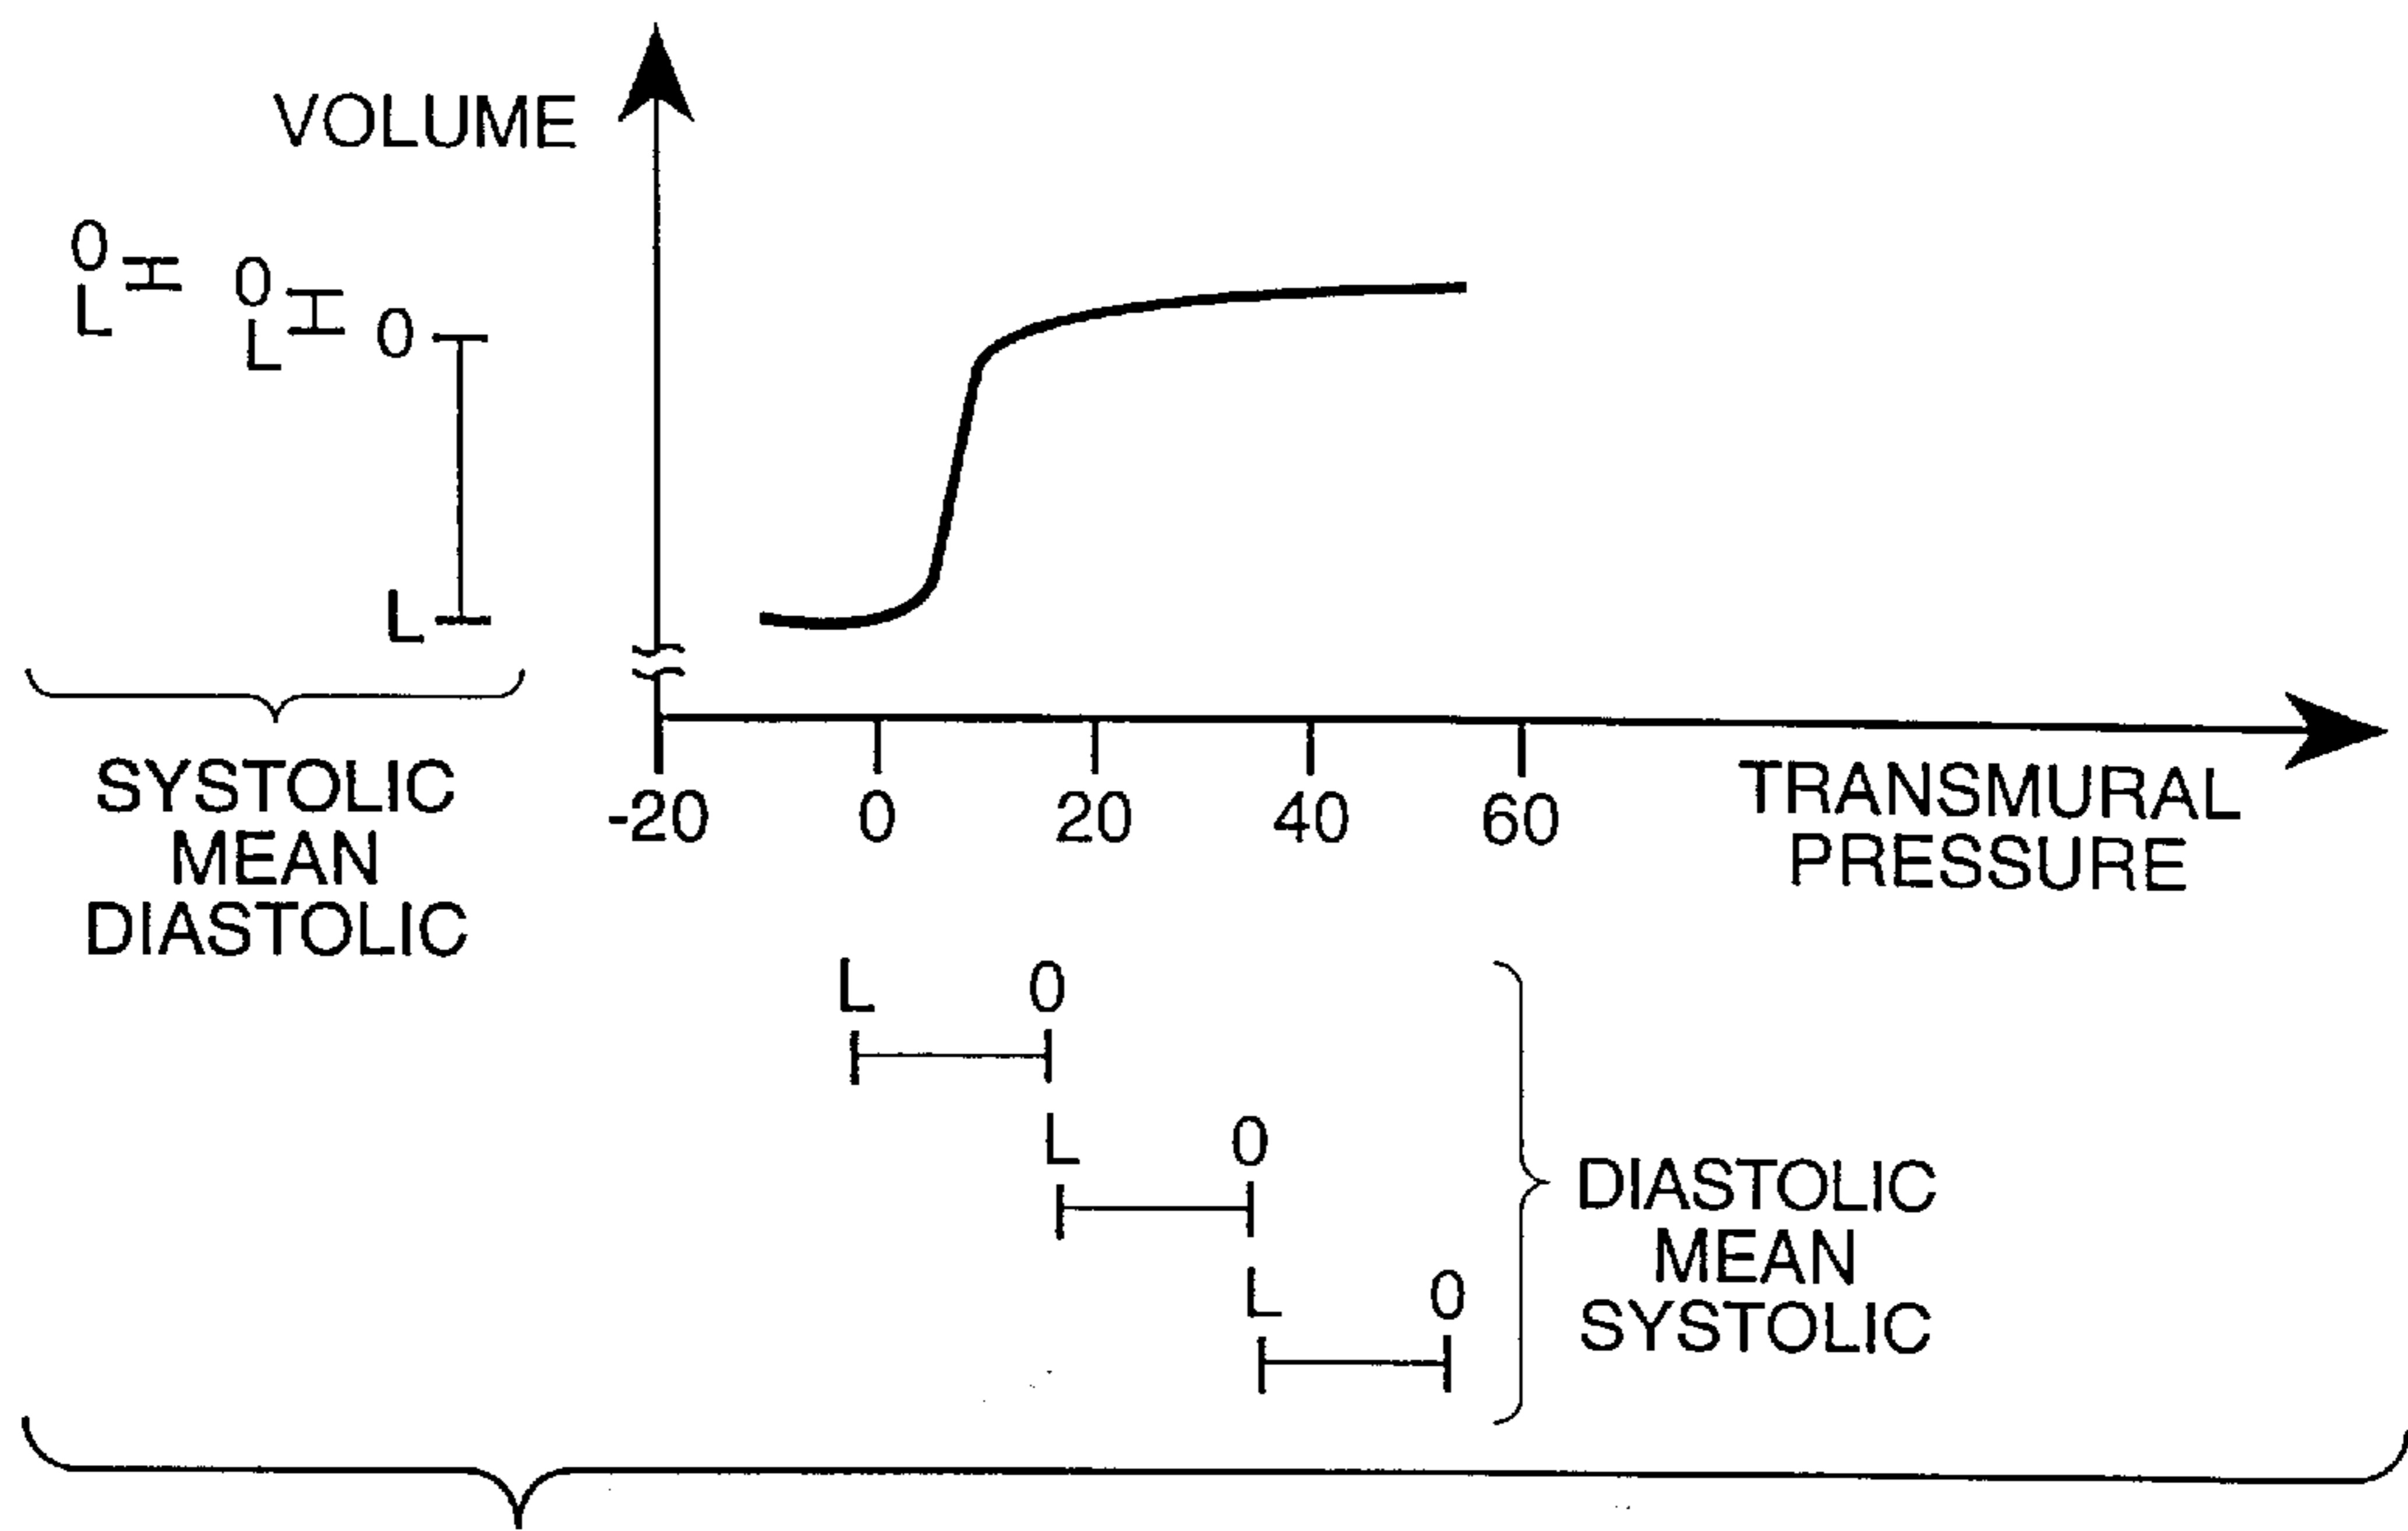 VOLUME
0
L
0
L
0
L
SYSTOLIC
MEAN
DIASTOLIC
-20 0 20 40 60
TRANSMURAL
PRESSURE
L 0
L 0
L 0
DIASTOLIC
MEAN
SYSTOLIC